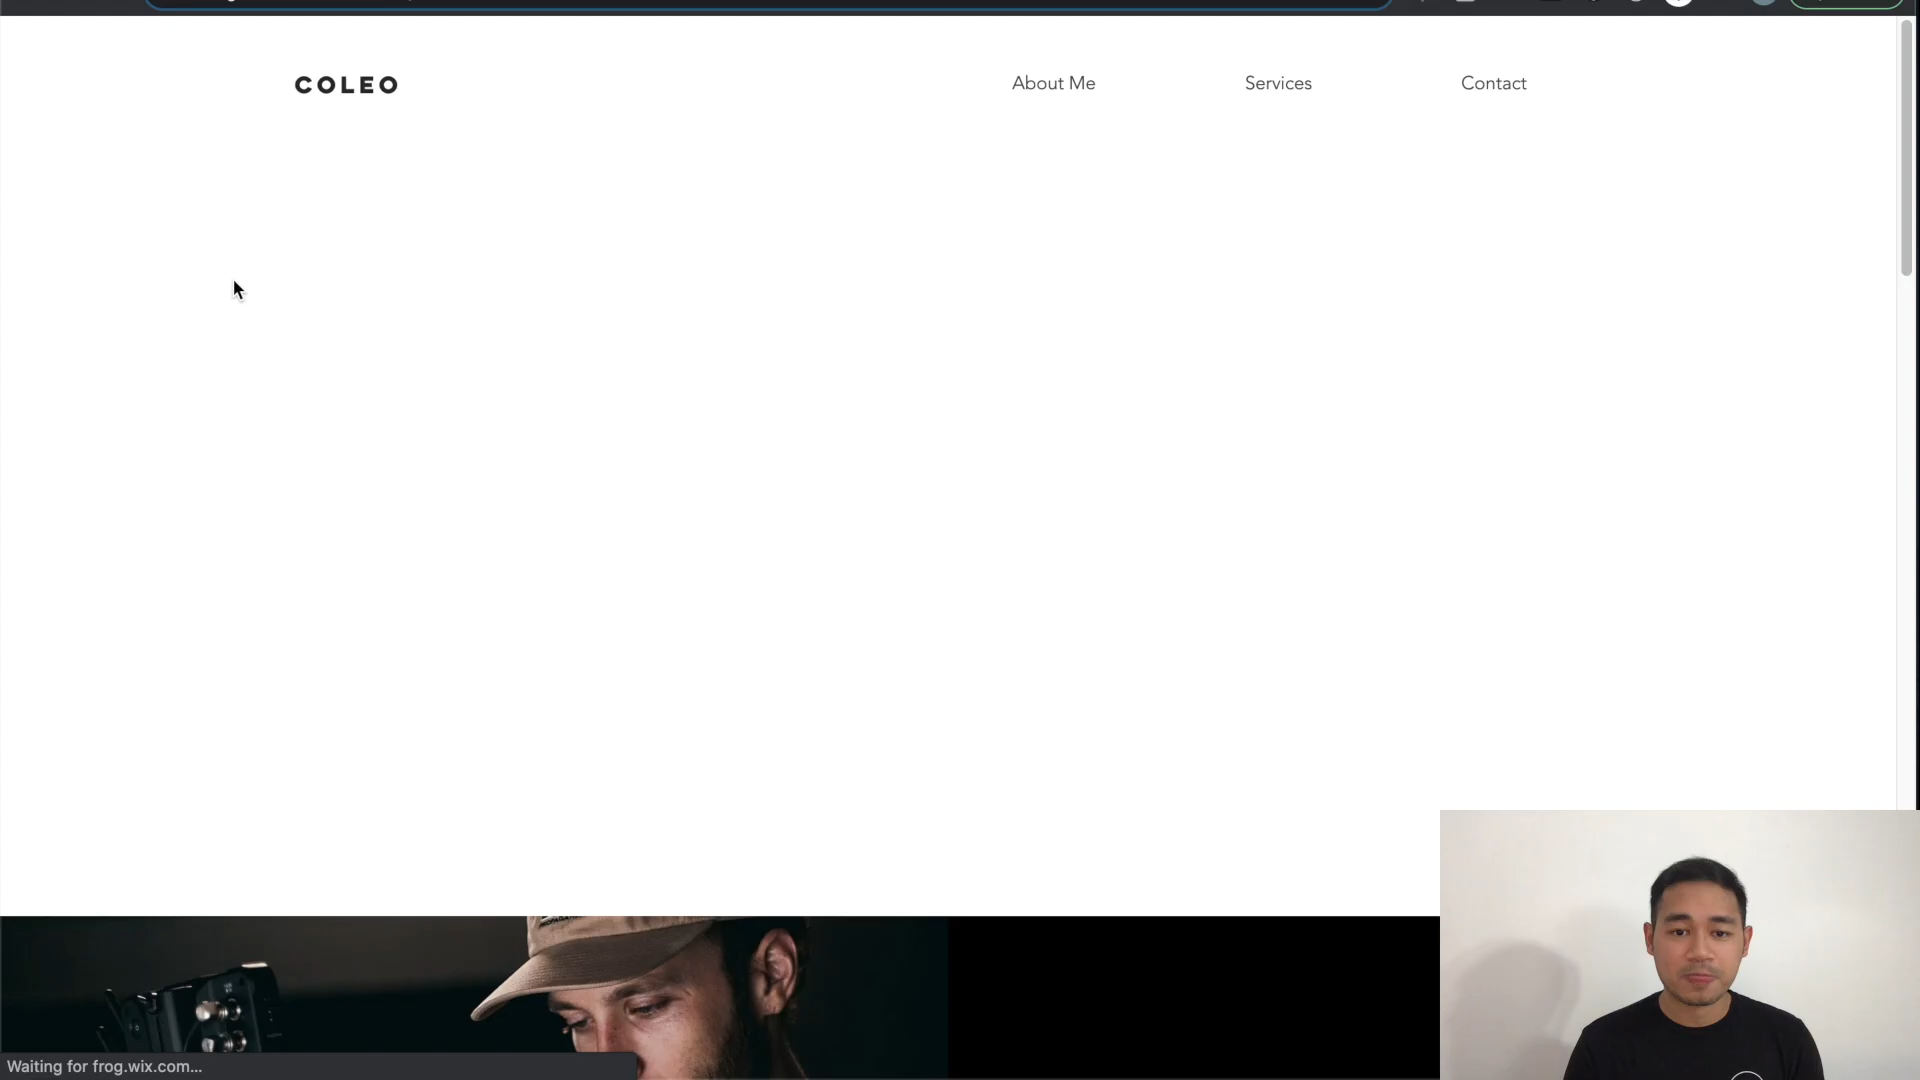 COLEO
About Me
Services
Contact
Waiting for frog.wix.com...